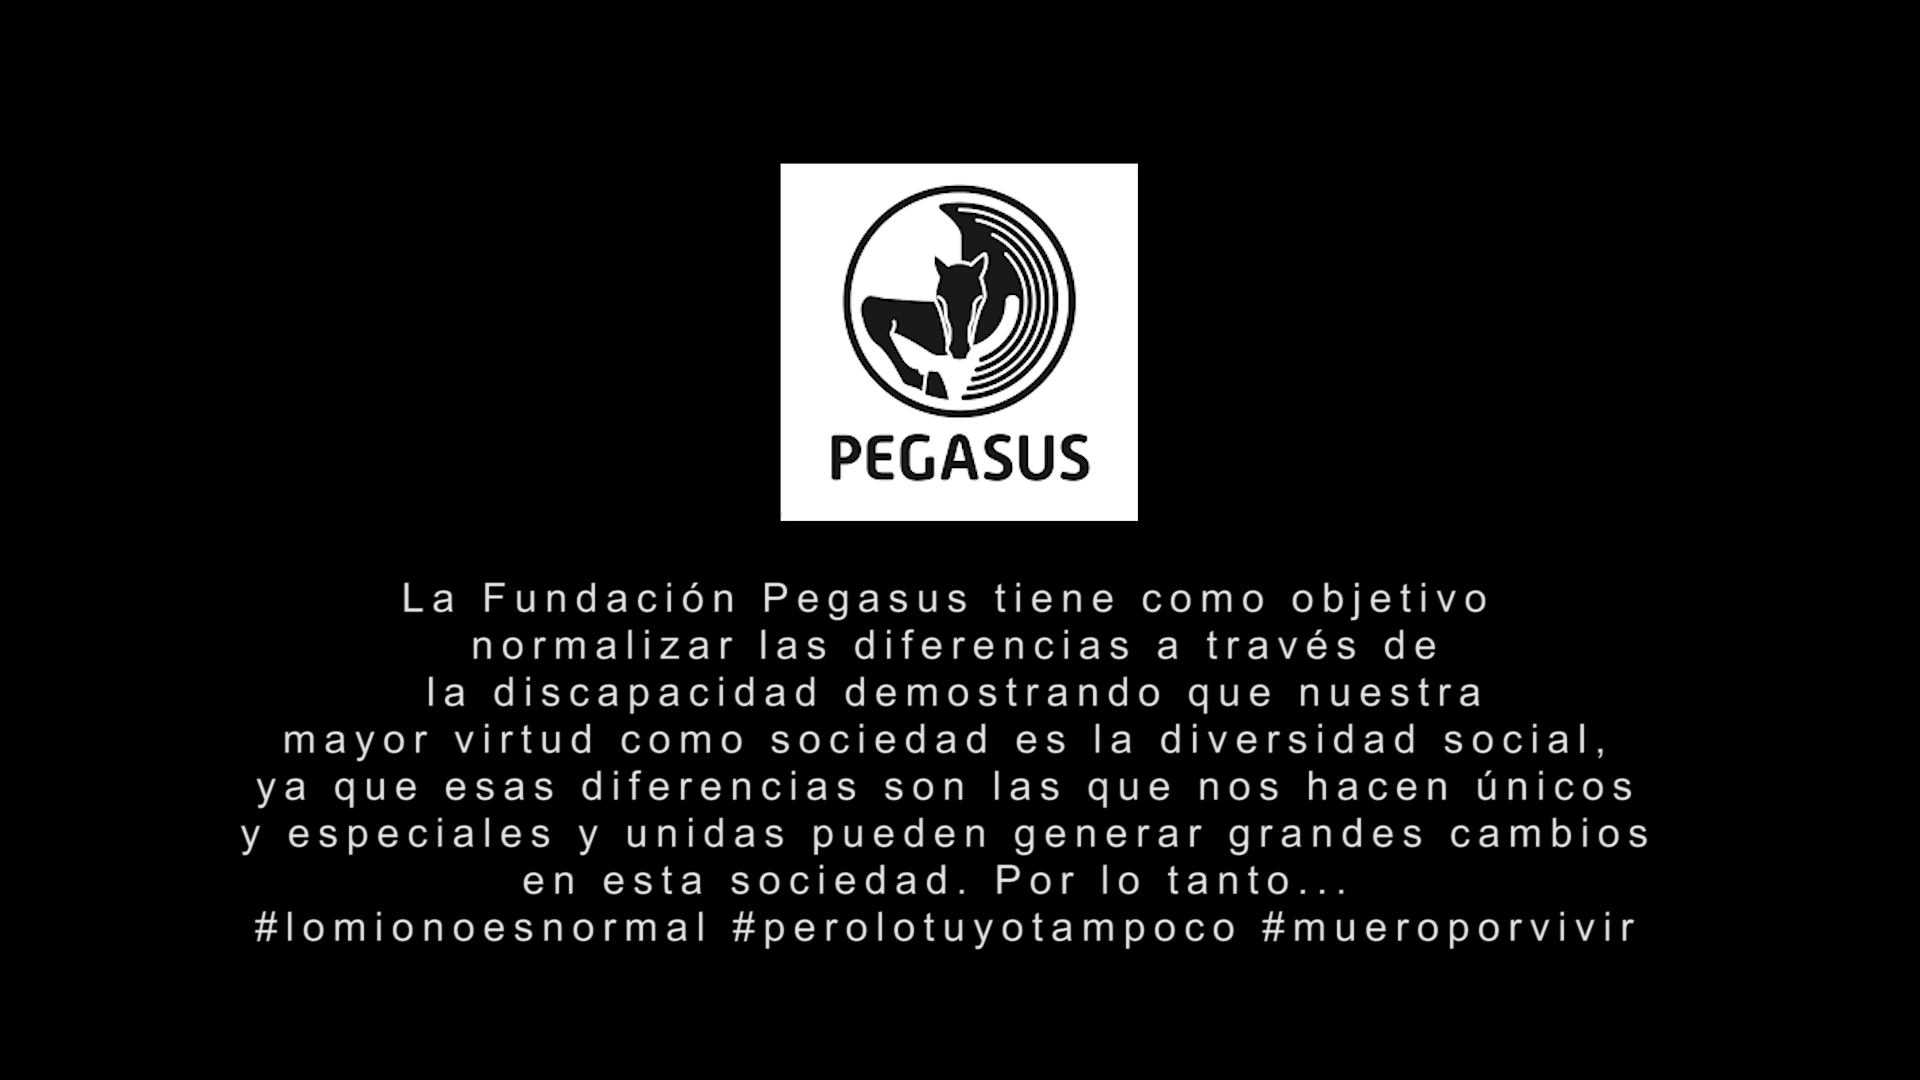 PEGASUS
La Fundación Pegasus tiene como objetivo
normalizar las diferencias a través de
la discapacidad demostrando que nuestra
mayor virtud como sociedad es la diversidad social,
ya que esas diferencias son las que nos hacen únicos
y especiales y unidas pueden generar grandes cambios
en esta sociedad. Por lo tanto...
#lomionoesnormal #perolotuyotampoco #mueroporvivir